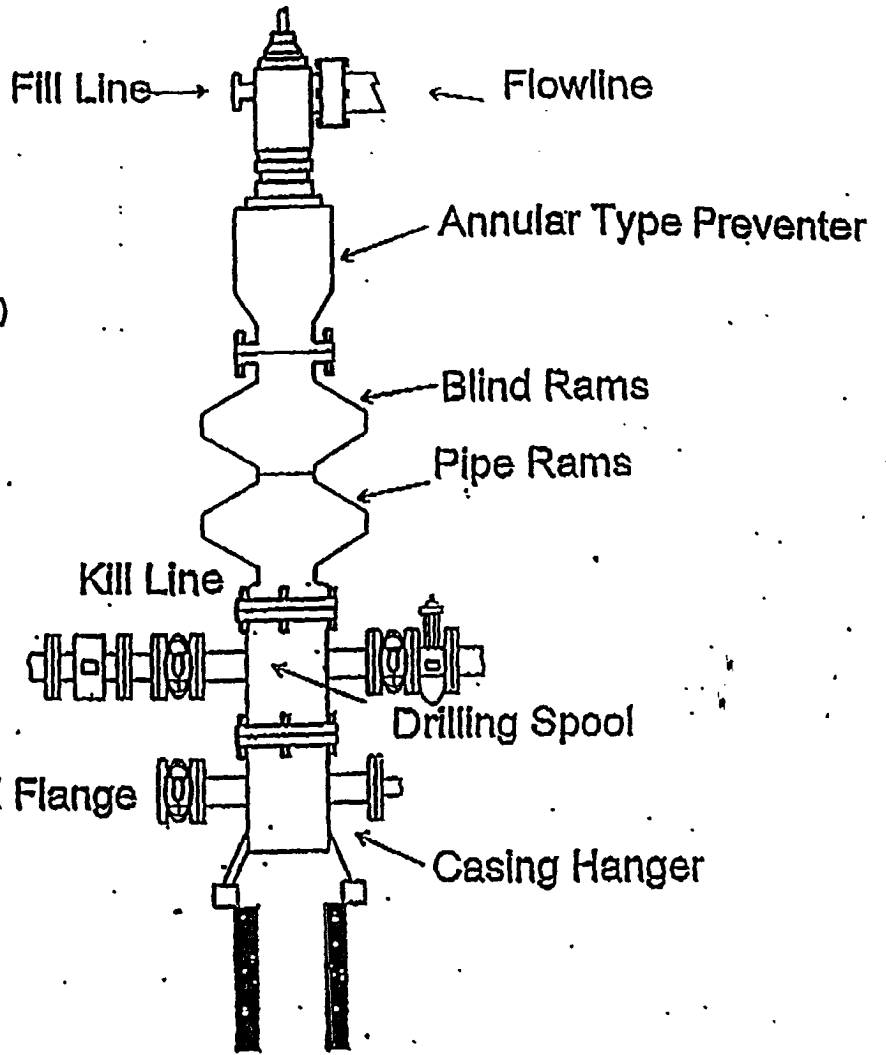 Fill Line
Flowline
Annular Type Preventer
)
Blind Rams
Pipe Rams
Kill Line
Drilling Spool
Flange
Casing Hanger